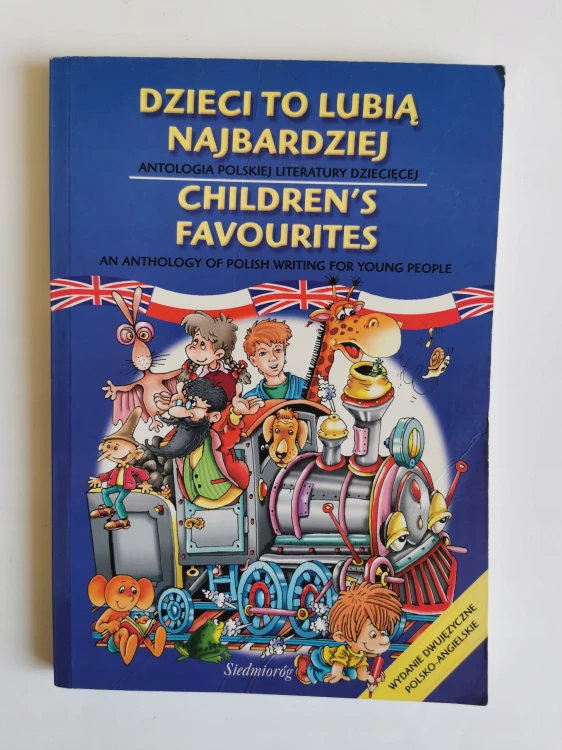 DZIECI TO LUBIĄ
NAJBARDZIEJ
ANTOLOGIA POLSKIEJ LITERATURY DZIECIĘCEJ
CHILDREN'S
FAVOURITES
AN ANTHOLOGY OF POLISH WRITING FOR YOUNG PEOPLE
WYDANIE DWUJĘZYCZNE
POLSKO-ANGIELSKIE
Siedmioróg